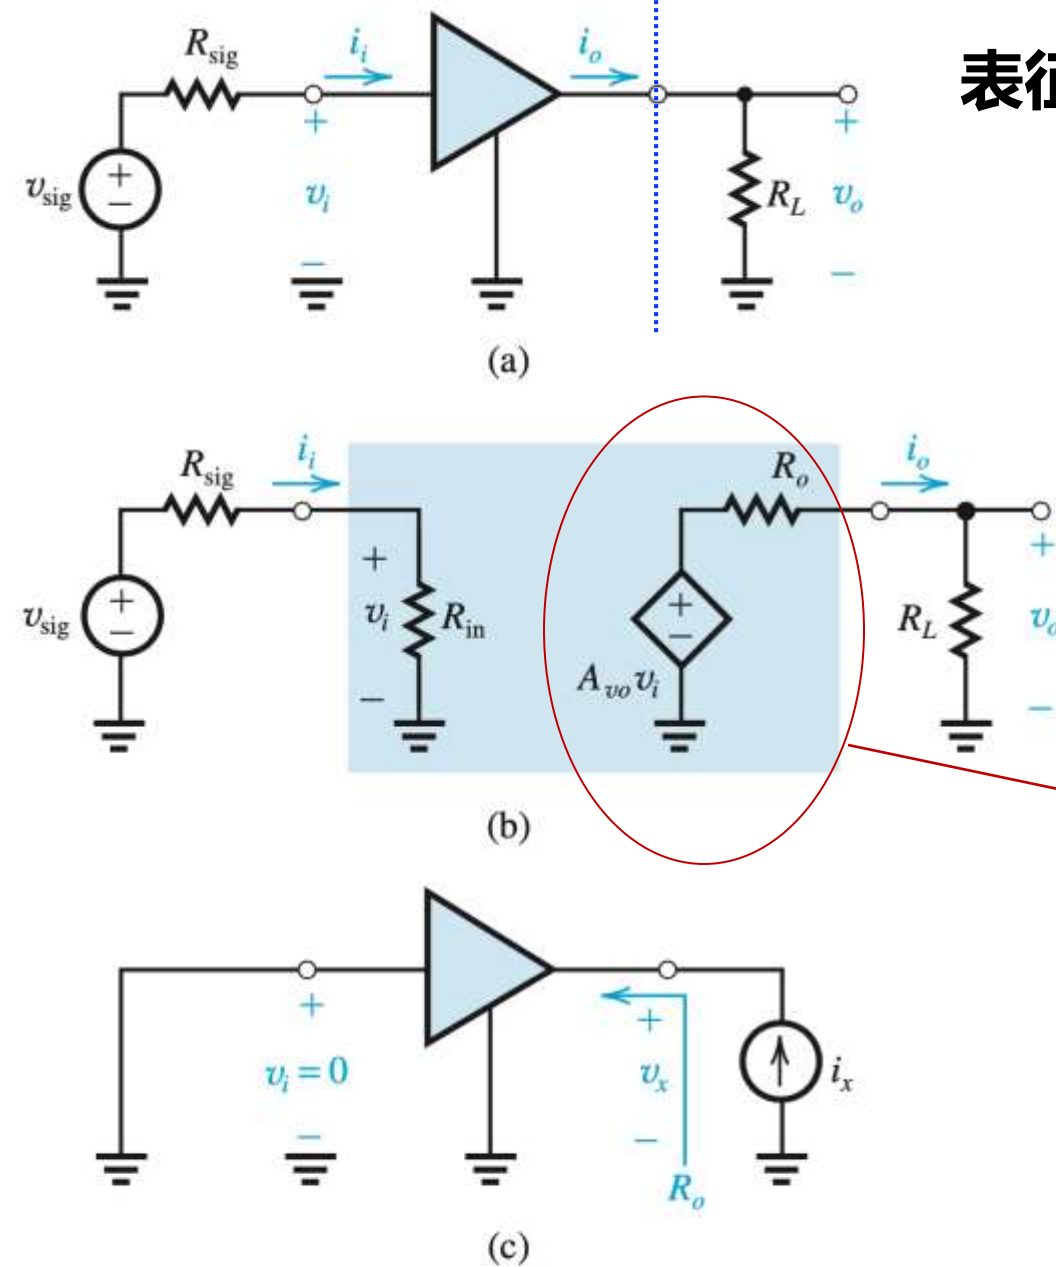 R_sig i_i i_o 表征
+ +
v_sig + − v_i R_L v_o
− −
(a)
R_sig i_i R_o i_o
+ +
v_sig + − v_i R_in + − R_L v_o
− A_vo v_i −
(b)
+ +
v_i = 0 v_x i_x
− −
R_o
(c)